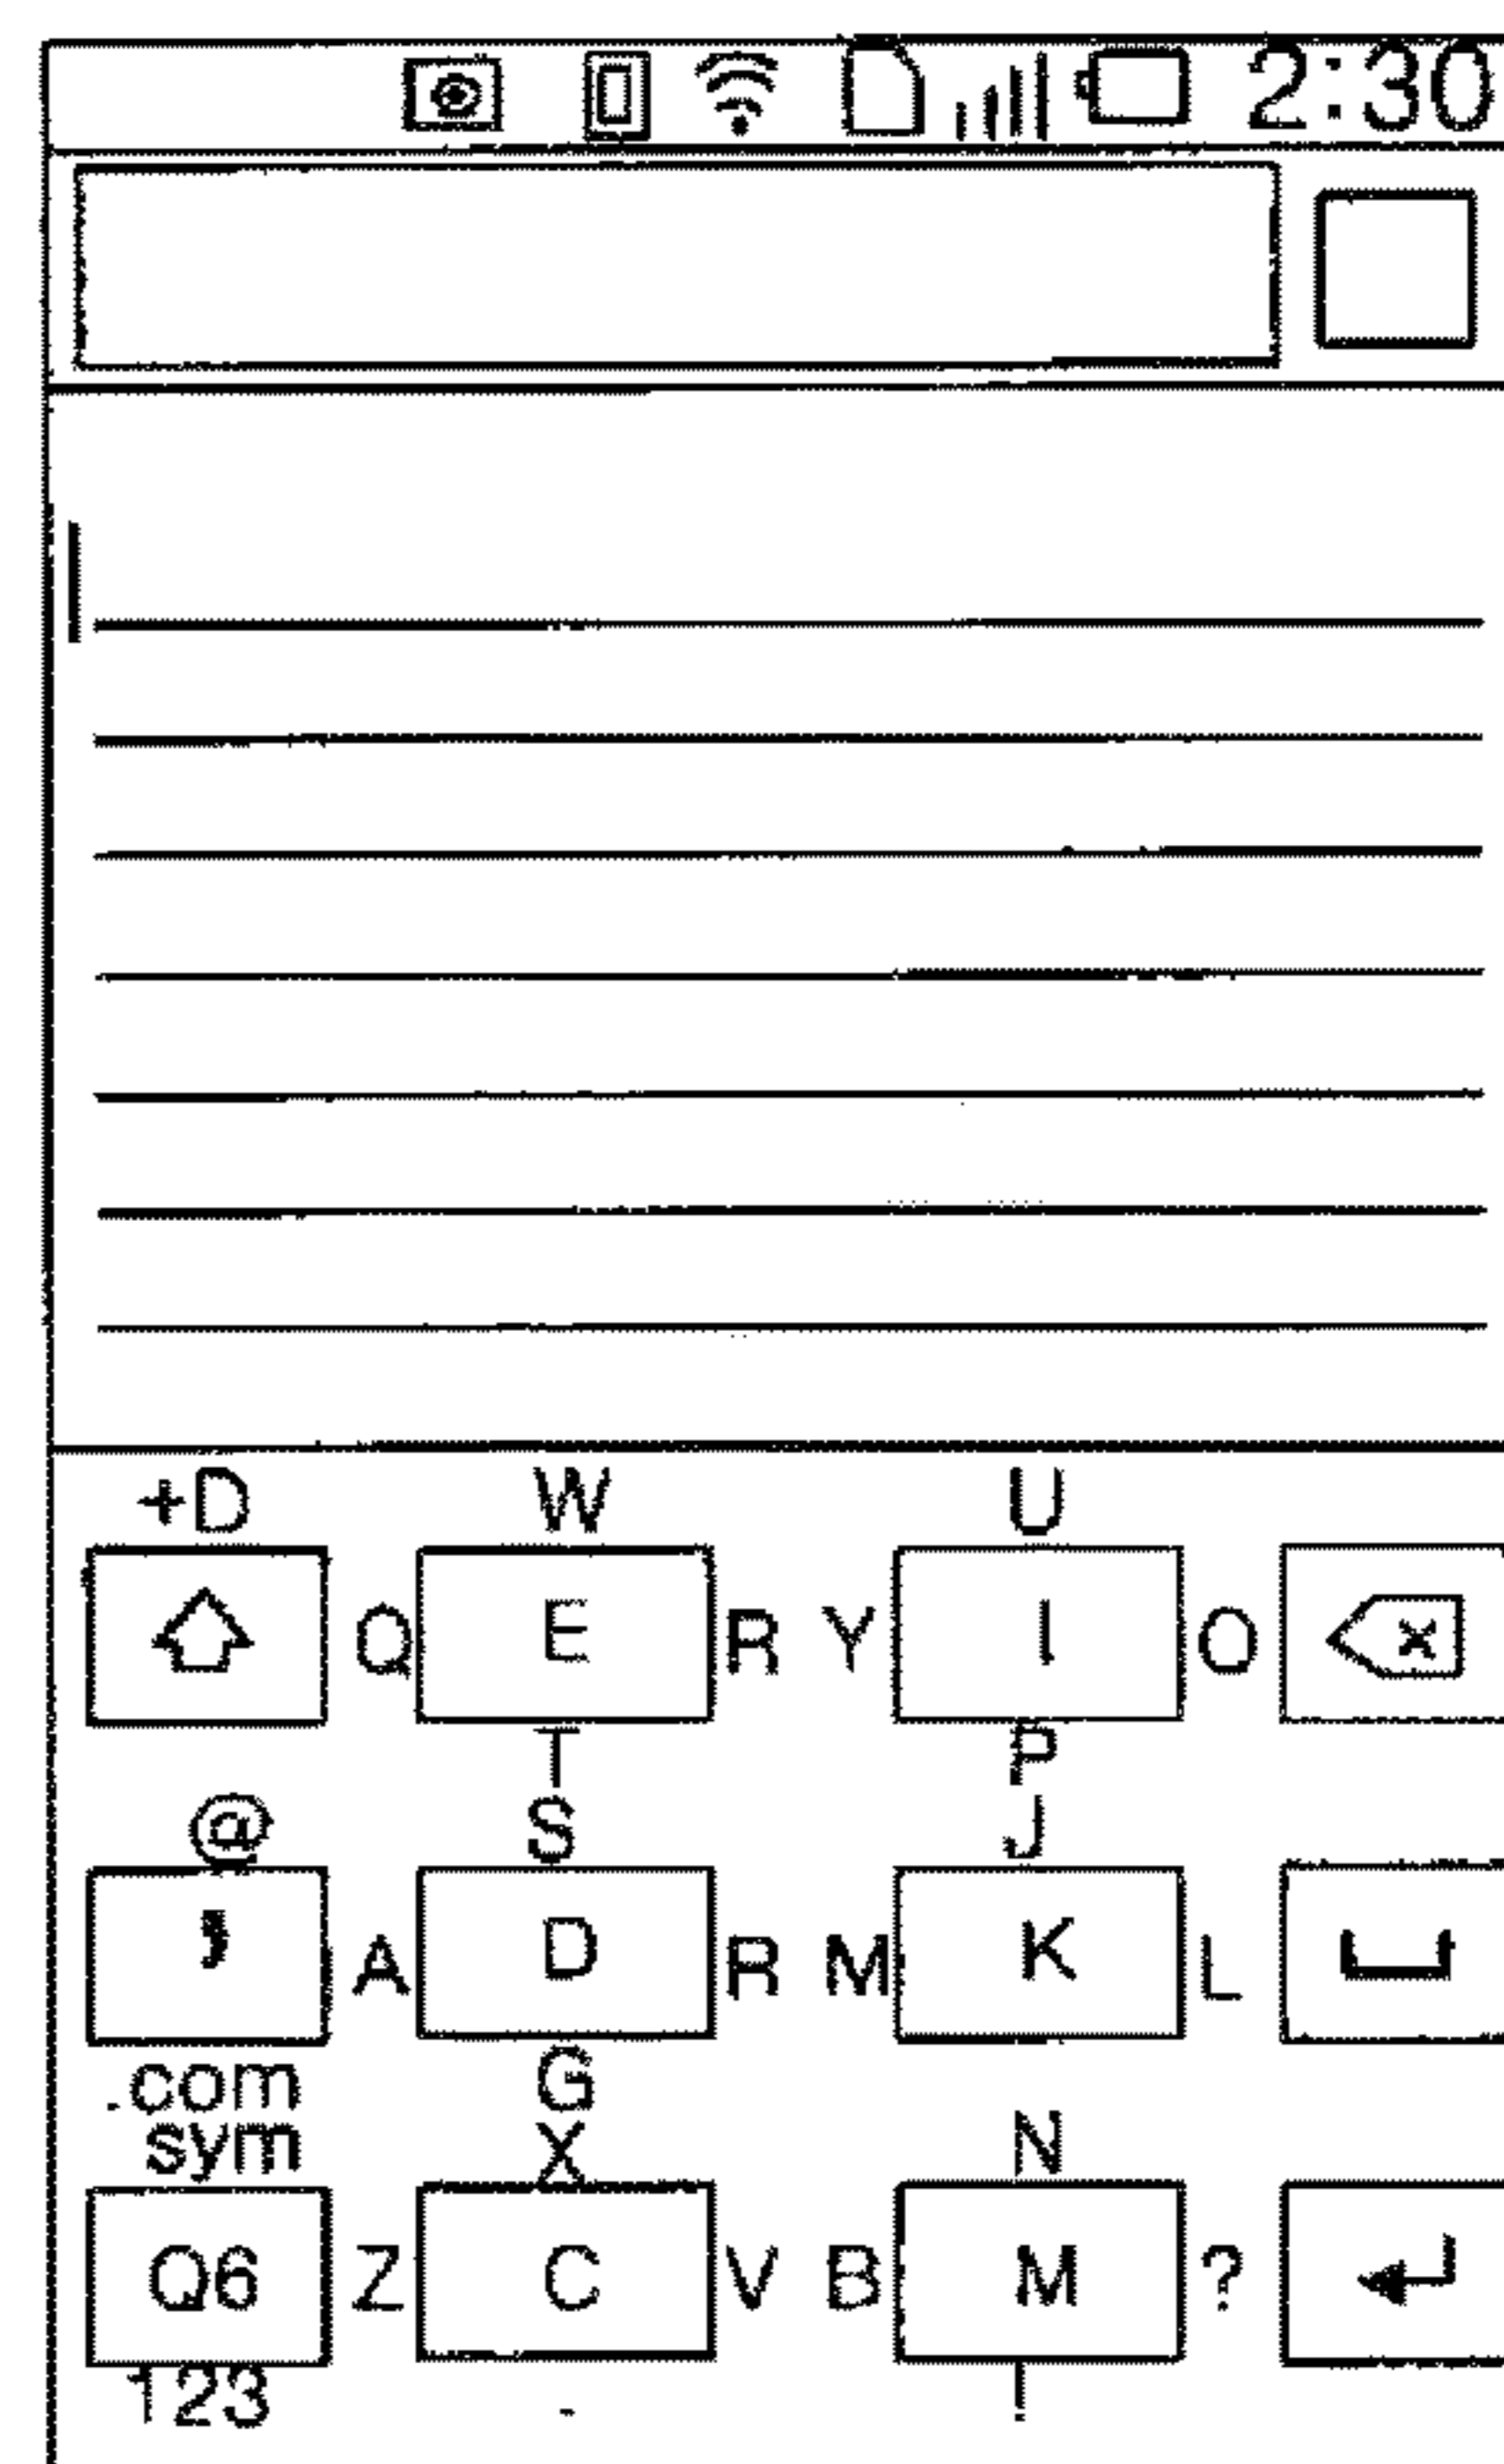 2:30
+D W U
Q E R Y I O x
T P
@ S J
, A D R M K L
.com G
sym X N
Q6 Z C V B M ?
123 - !